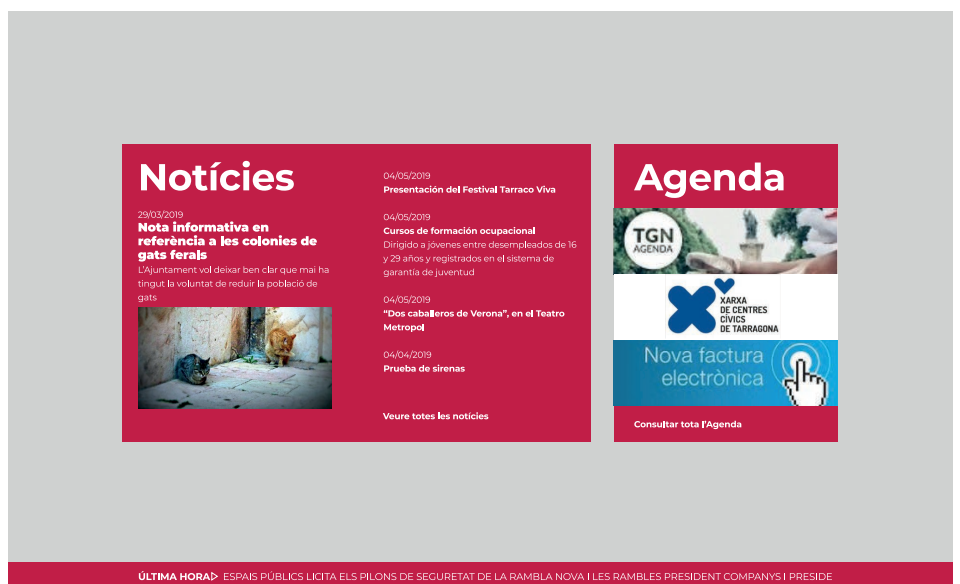 Notícies
29/03/2019
Nota informativa en
referència a les colonies de
gats ferals
L'Ajuntament vol deixar ben clar que mai ha
tingut la voluntat de reduir la població de
gats
04/05/2019
Presentación del Festival Tarraco Viva
04/05/2019
Cursos de formación ocupacional
Dirigido a jóvenes entre desempleados de 16
y 29 años y registrados en el sistema de
garantía de juventud
04/05/2019
“Dos caballeros de Verona”, en el Teatro
Metropol
04/04/2019
Prueba de sirenas
Veure totes les notícies
Agenda
TGN
AGENDA
XARXA
DE CENTRES
CÍVICS
DE TARRAGONA
Nova factura
electrònica
Consultar tota l'Agenda
ÚLTIMA HORA ESPAIS PÚBLICS LICITA ELS PILONS DE SEGURETAT DE LA RAMBLA NOVA I LES RAMBLES PRESIDENT COMPANYS I PRESIDE